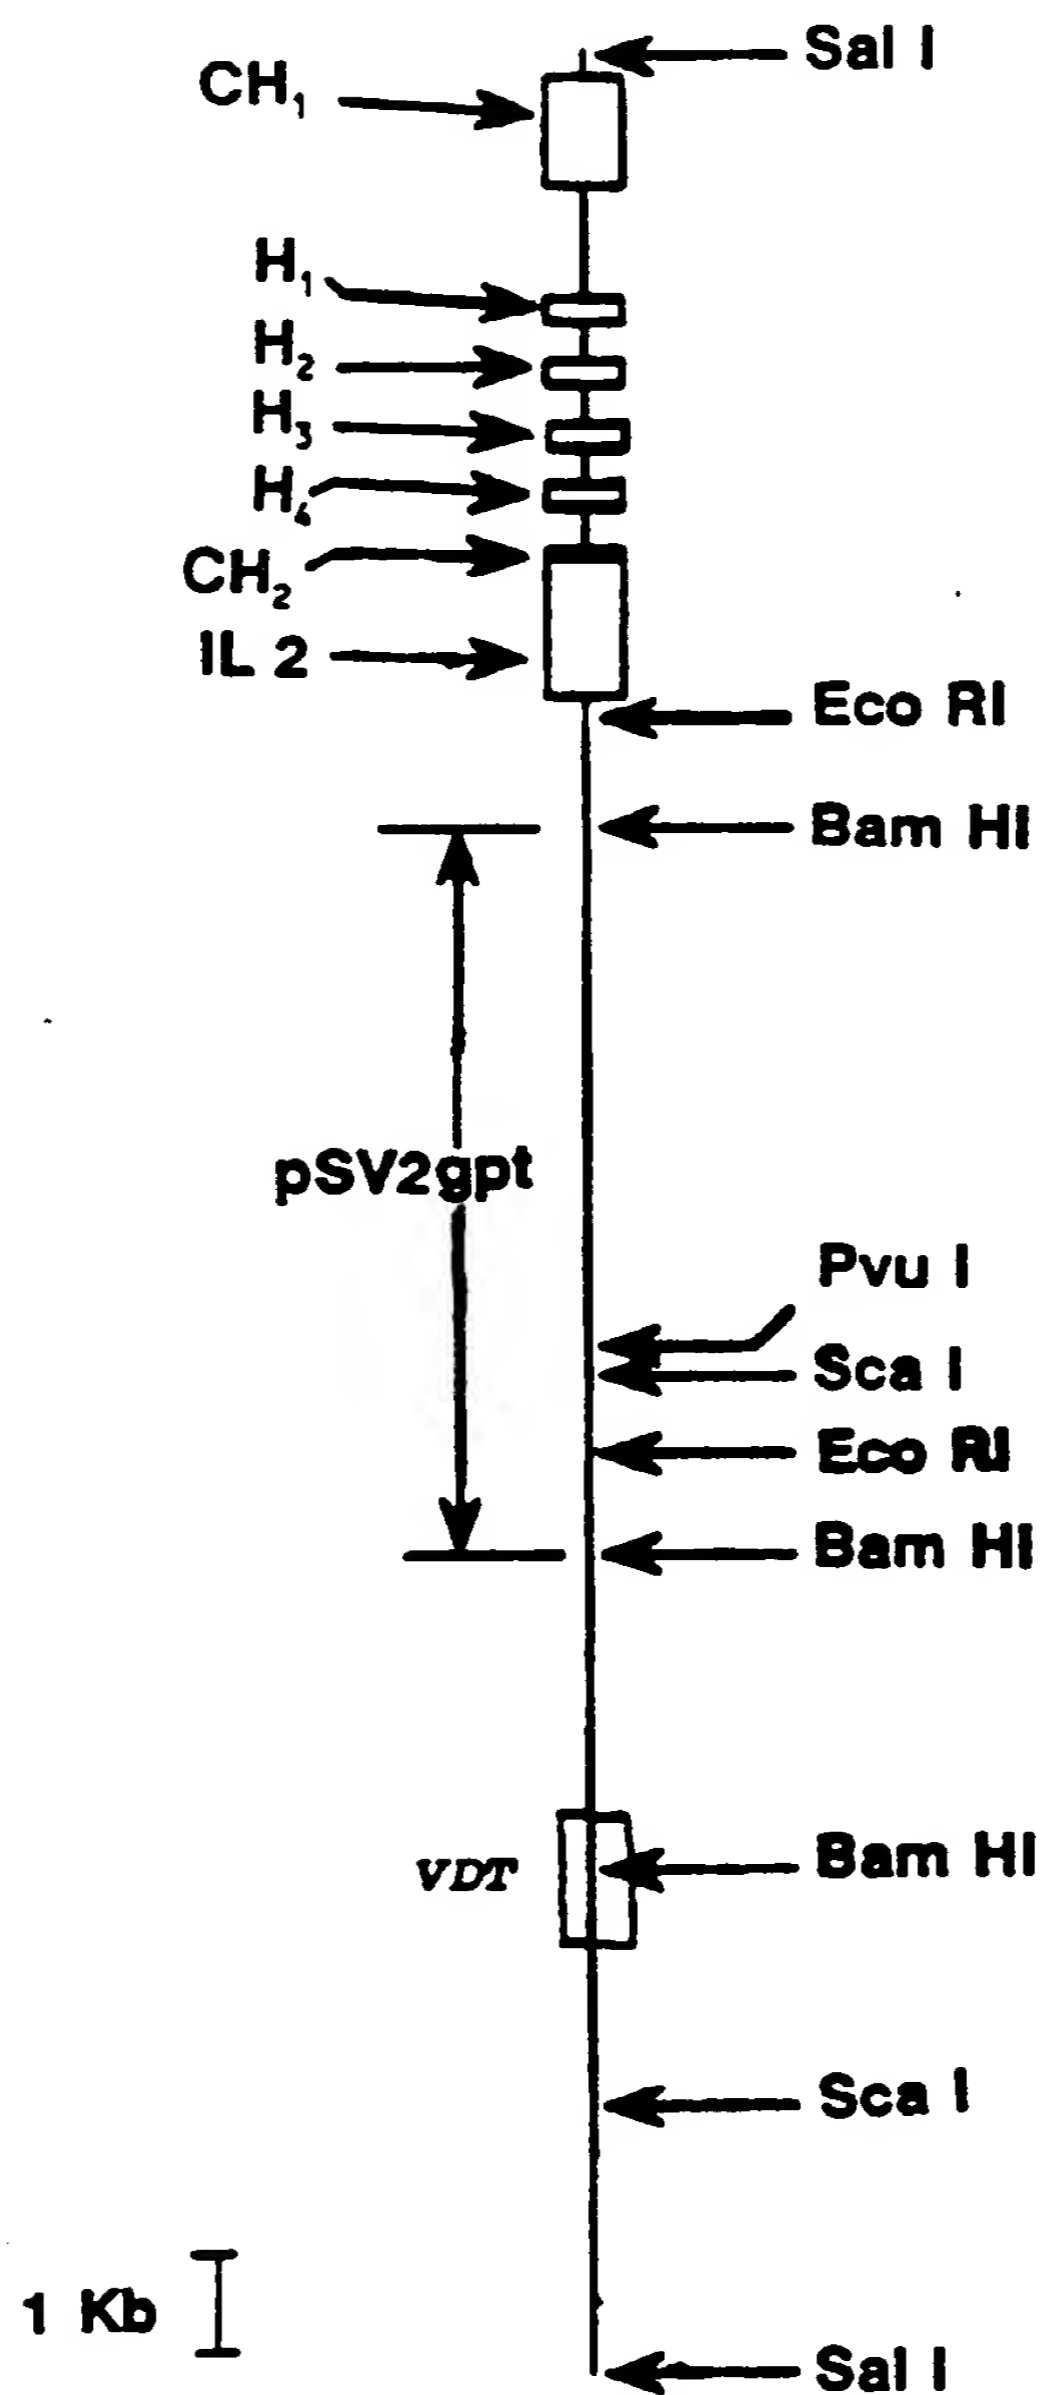 Sal I
CH₁
H₁
H₂
H₃
H₄
CH₂
IL 2
Eco RI
Bam HI
pSV2gpt
Pvu I
Sca I
Eco RI
Bam HI
VDT
Bam HI
Sca I
1 Kb
Sal I